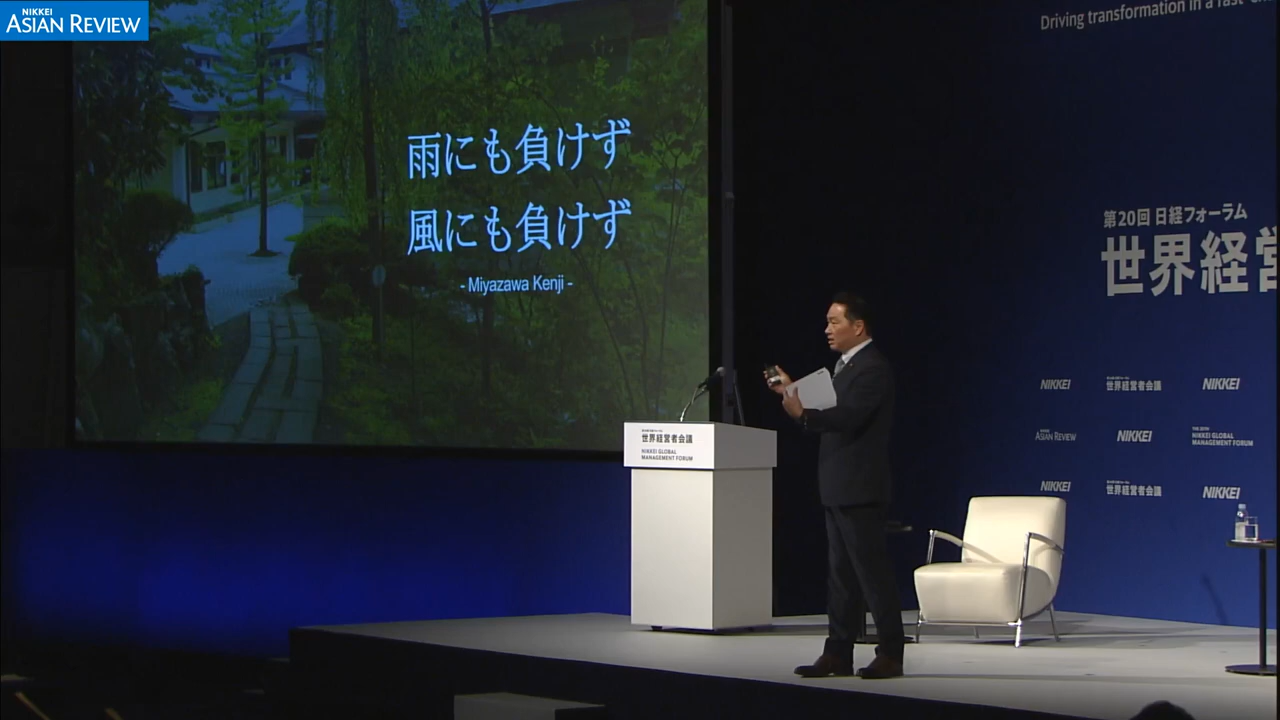 NIKKEI
ASIAN REVIEW
Driving transformation in a fast-
雨にも負けず
風にも負けず
- Miyazawa Kenji -
第20回 日経フォーラム
世界経営
世界経営者会議
NIKKEI GLOBAL
MANAGEMENT FORUM
NIKKEI
世界経営者会議
NIKKEI
ASIAN REVIEW
NIKKEI
NIKKEI GLOBAL
MANAGEMENT FORUM
NIKKEI
世界経営者会議
NIKKEI